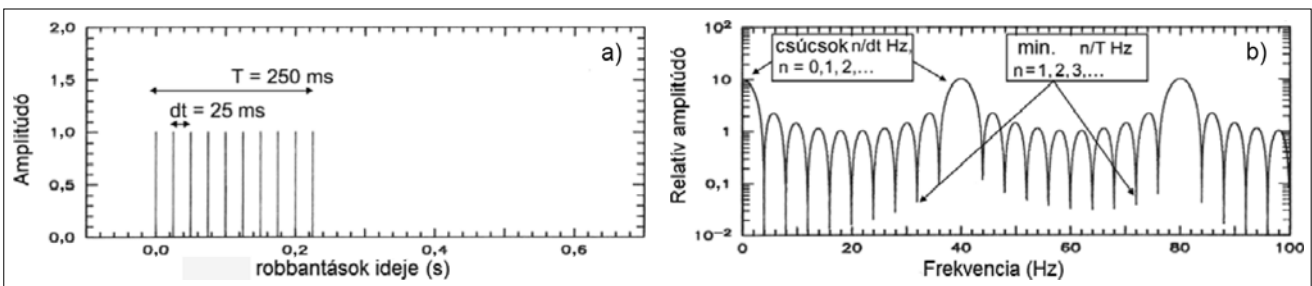 a)
2,0
1,5
1,0
0,5
0,0
Amplitúdó
T = 250 ms
dt = 25 ms
0,0 0,2 0,4 0,6
robbantások ideje (s)
b)
10²
10
1
0,1
10⁻²
Relatív amplitúdó
csúcsok n/dt Hz,
n = 0,1,2,...
min. n/T Hz
n=1,2,3,...
0 20 40 60 80 100
Frekvencia (Hz)